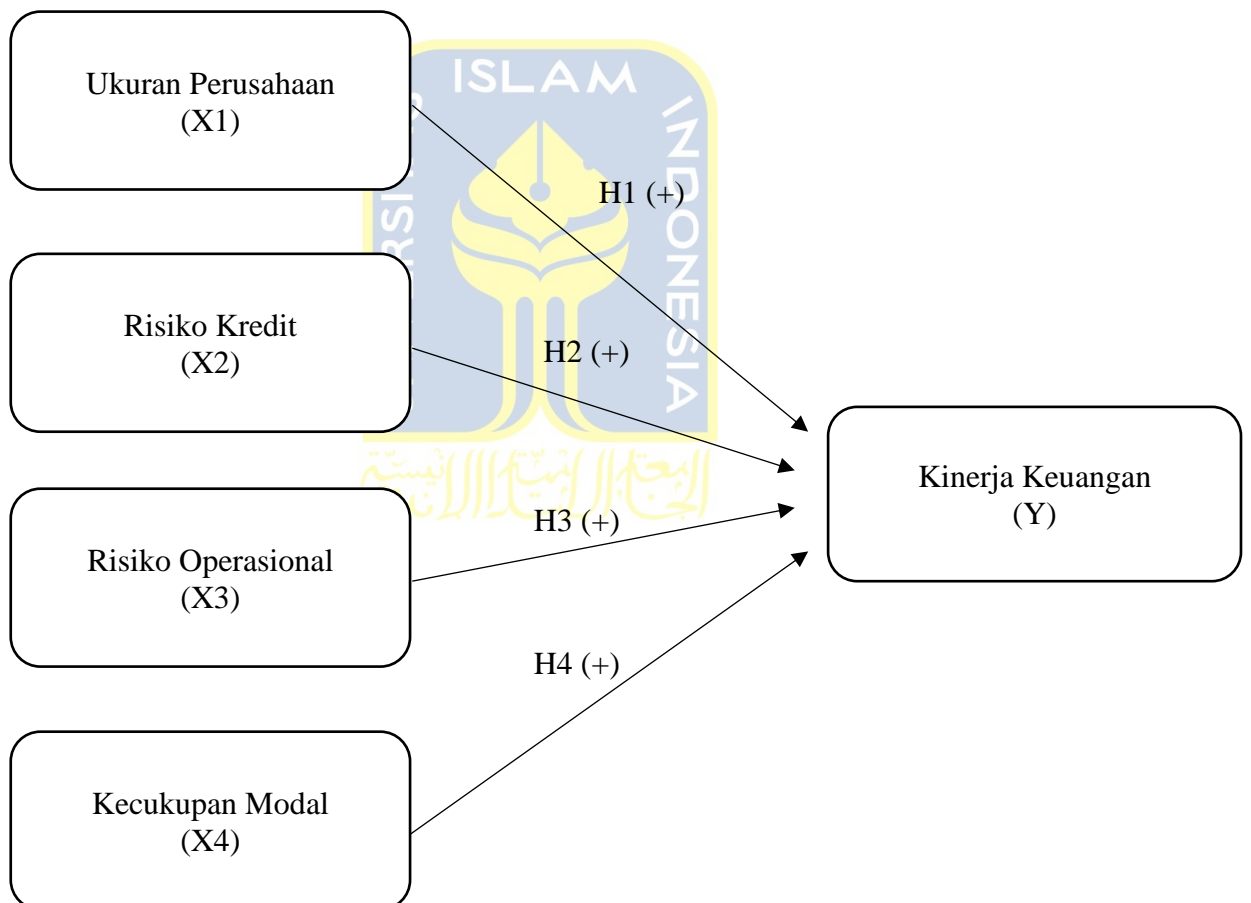 Ukuran Perusahaan
(X1)
ISLAM
INDONESIA
H1 (+)
Risiko Kredit
(X2)
H2 (+)
Kinerja Keuangan
(Y)
Risiko Operasional
(X3)
H3 (+)
H4 (+)
Kecukupan Modal
(X4)